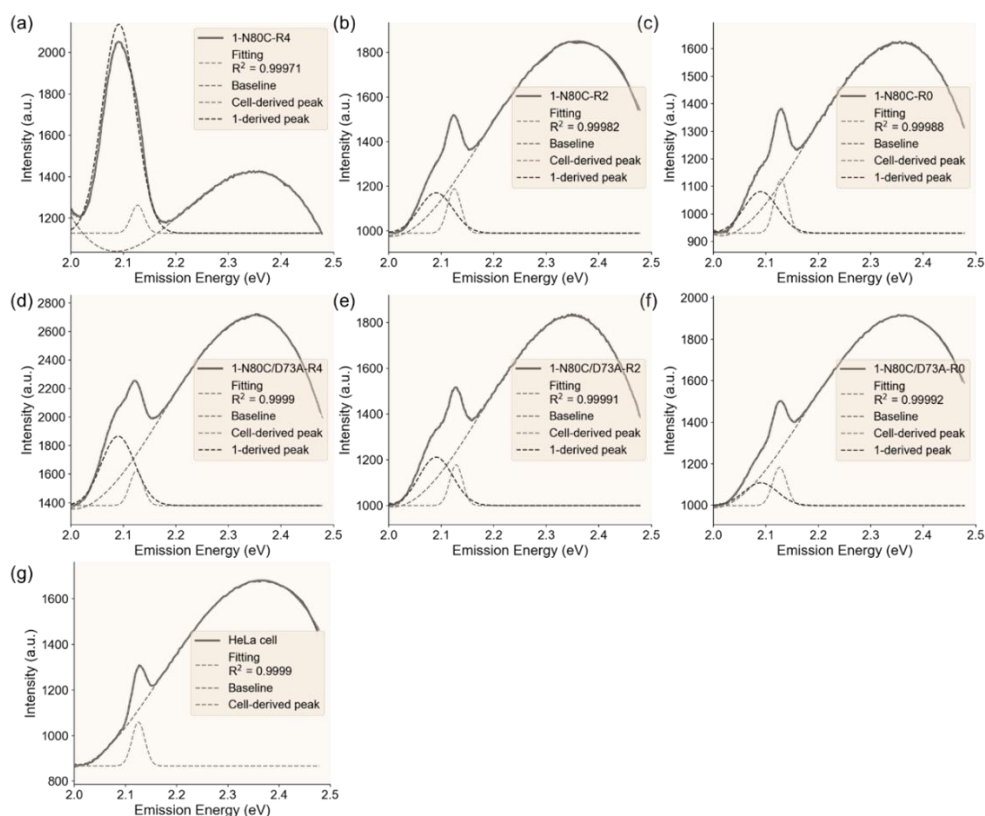 (a)
2000
1800
1600
1400
1200
Intensity (a.u.)
2.0 2.1 2.2 2.3 2.4 2.5
Emission Energy (eV)
1-N80C-R4
Fitting
R² = 0.99971
Baseline
Cell-derived peak
1-derived peak
(b)
1800
1600
1400
1200
1000
Intensity (a.u.)
2.0 2.1 2.2 2.3 2.4 2.5
Emission Energy (eV)
1-N80C-R2
Fitting
R² = 0.99982
Baseline
Cell-derived peak
1-derived peak
(c)
1600
1500
1400
1300
1200
1100
1000
900
Intensity (a.u.)
2.0 2.1 2.2 2.3 2.4 2.5
Emission Energy (eV)
1-N80C-R0
Fitting
R² = 0.99988
Baseline
Cell-derived peak
1-derived peak
(d)
2800
2600
2400
2200
2000
1800
1600
1400
Intensity (a.u.)
2.0 2.1 2.2 2.3 2.4 2.5
Emission Energy (eV)
1-N80C/D73A-R4
Fitting
R² = 0.9999
Baseline
Cell-derived peak
1-derived peak
(e)
1800
1600
1400
1200
1000
Intensity (a.u.)
2.0 2.1 2.2 2.3 2.4 2.5
Emission Energy (eV)
1-N80C/D73A-R2
Fitting
R² = 0.99991
Baseline
Cell-derived peak
1-derived peak
(f)
2000
1800
1600
1400
1200
1000
Intensity (a.u.)
2.0 2.1 2.2 2.3 2.4 2.5
Emission Energy (eV)
1-N80C/D73A-R0
Fitting
R² = 0.99992
Baseline
Cell-derived peak
1-derived peak
(g)
1600
1400
1200
1000
800
Intensity (a.u.)
2.0 2.1 2.2 2.3 2.4 2.5
Emission Energy (eV)
HeLa cell
Fitting
R² = 0.9999
Baseline
Cell-derived peak